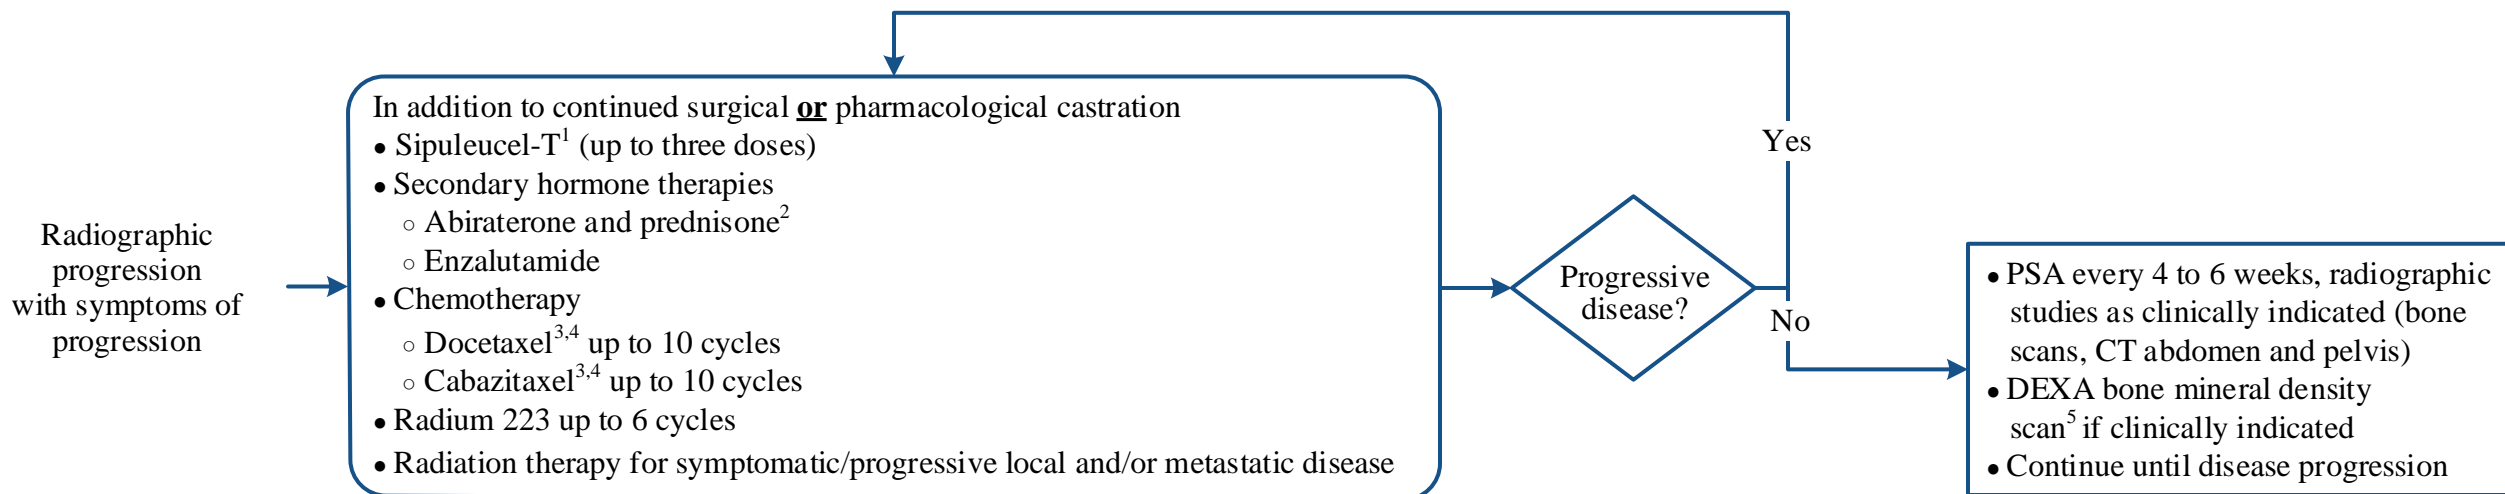 Radiographic
progression
with symptoms of
progression
In addition to continued surgical or pharmacological castration
● Sipuleucel-T1 (up to three doses)
● Secondary hormone therapies
○ Abiraterone and prednisone2
○ Enzalutamide
● Chemotherapy
○ Docetaxel3,4 up to 10 cycles
○ Cabazitaxel3,4 up to 10 cycles
● Radium 223 up to 6 cycles
● Radiation therapy for symptomatic/progressive local and/or metastatic disease
Progressive
disease?
Yes
No
● PSA every 4 to 6 weeks, radiographic
studies as clinically indicated (bone
scans, CT abdomen and pelvis)
● DEXA bone mineral density
scan5 if clinically indicated
● Continue until disease progression